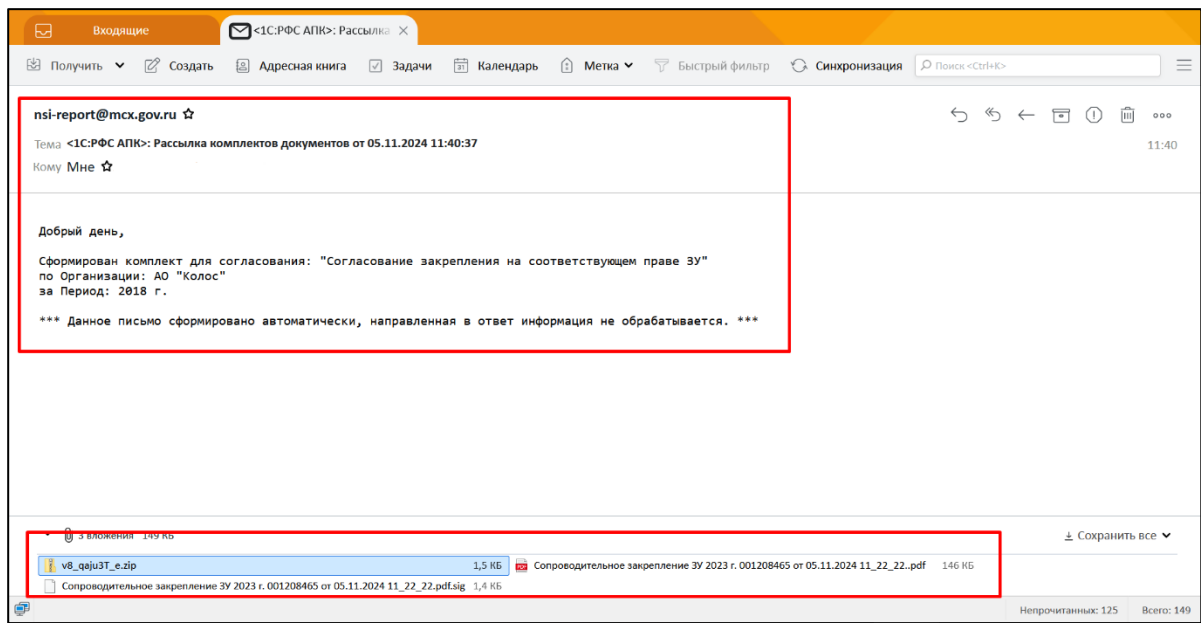 Входящие
<1С:РФС АПК>: Рассылка
Получить Создать Адресная книга Задачи Календарь Метка Быстрый фильтр Синхронизация Поиск <Ctrl+K>
nsi-report@mcx.gov.ru
Тема <1С:РФС АПК>: Рассылка комплектов документов от 05.11.2024 11:40:37
11:40
Кому Мне
Добрый день,
Сформирован комплект для согласования: "Согласование закрепления на соответствующем праве ЗУ"
по Организации: АО "Колос"
за Период: 2018 г.
*** Данное письмо сформировано автоматически, направленная в ответ информация не обрабатывается. ***
3 вложения 149 КБ
Сохранить все
v8_qaju3T_e.zip 1,5 КБ
Сопроводительное закрепление ЗУ 2023 г. 001208465 от 05.11.2024 11_22_22..pdf 146 КБ
Сопроводительное закрепление ЗУ 2023 г. 001208465 от 05.11.2024 11_22_22.pdf.sig 1,4 КБ
Непрочитанных: 125 Всего: 149